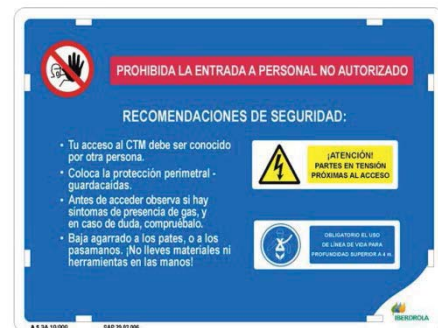 PROHIBIDA LA ENTRADA A PERSONAL NO AUTORIZADO
RECOMENDACIONES DE SEGURIDAD:
• Tu acceso al CTM debe ser conocido
por otra persona.
• Coloca la protección perimetral -
guardacaidas.
• Antes de acceder observa si hay
síntomas de presencia de gas, y
en caso de duda, compruébalo.
• Baja agarrado a los pates, o a los
pasamanos. ¡No lleves materiales ni
herramientas en las manos!
¡ATENCIÓN!
PARTES EN TENSIÓN
PRÓXIMAS AL ACCESO
OBLIGATORIO EL USO
DE LÍNEA DE VIDA PARA
PROFUNDIDAD SUPERIOR A 4 m.
IBERDROLA